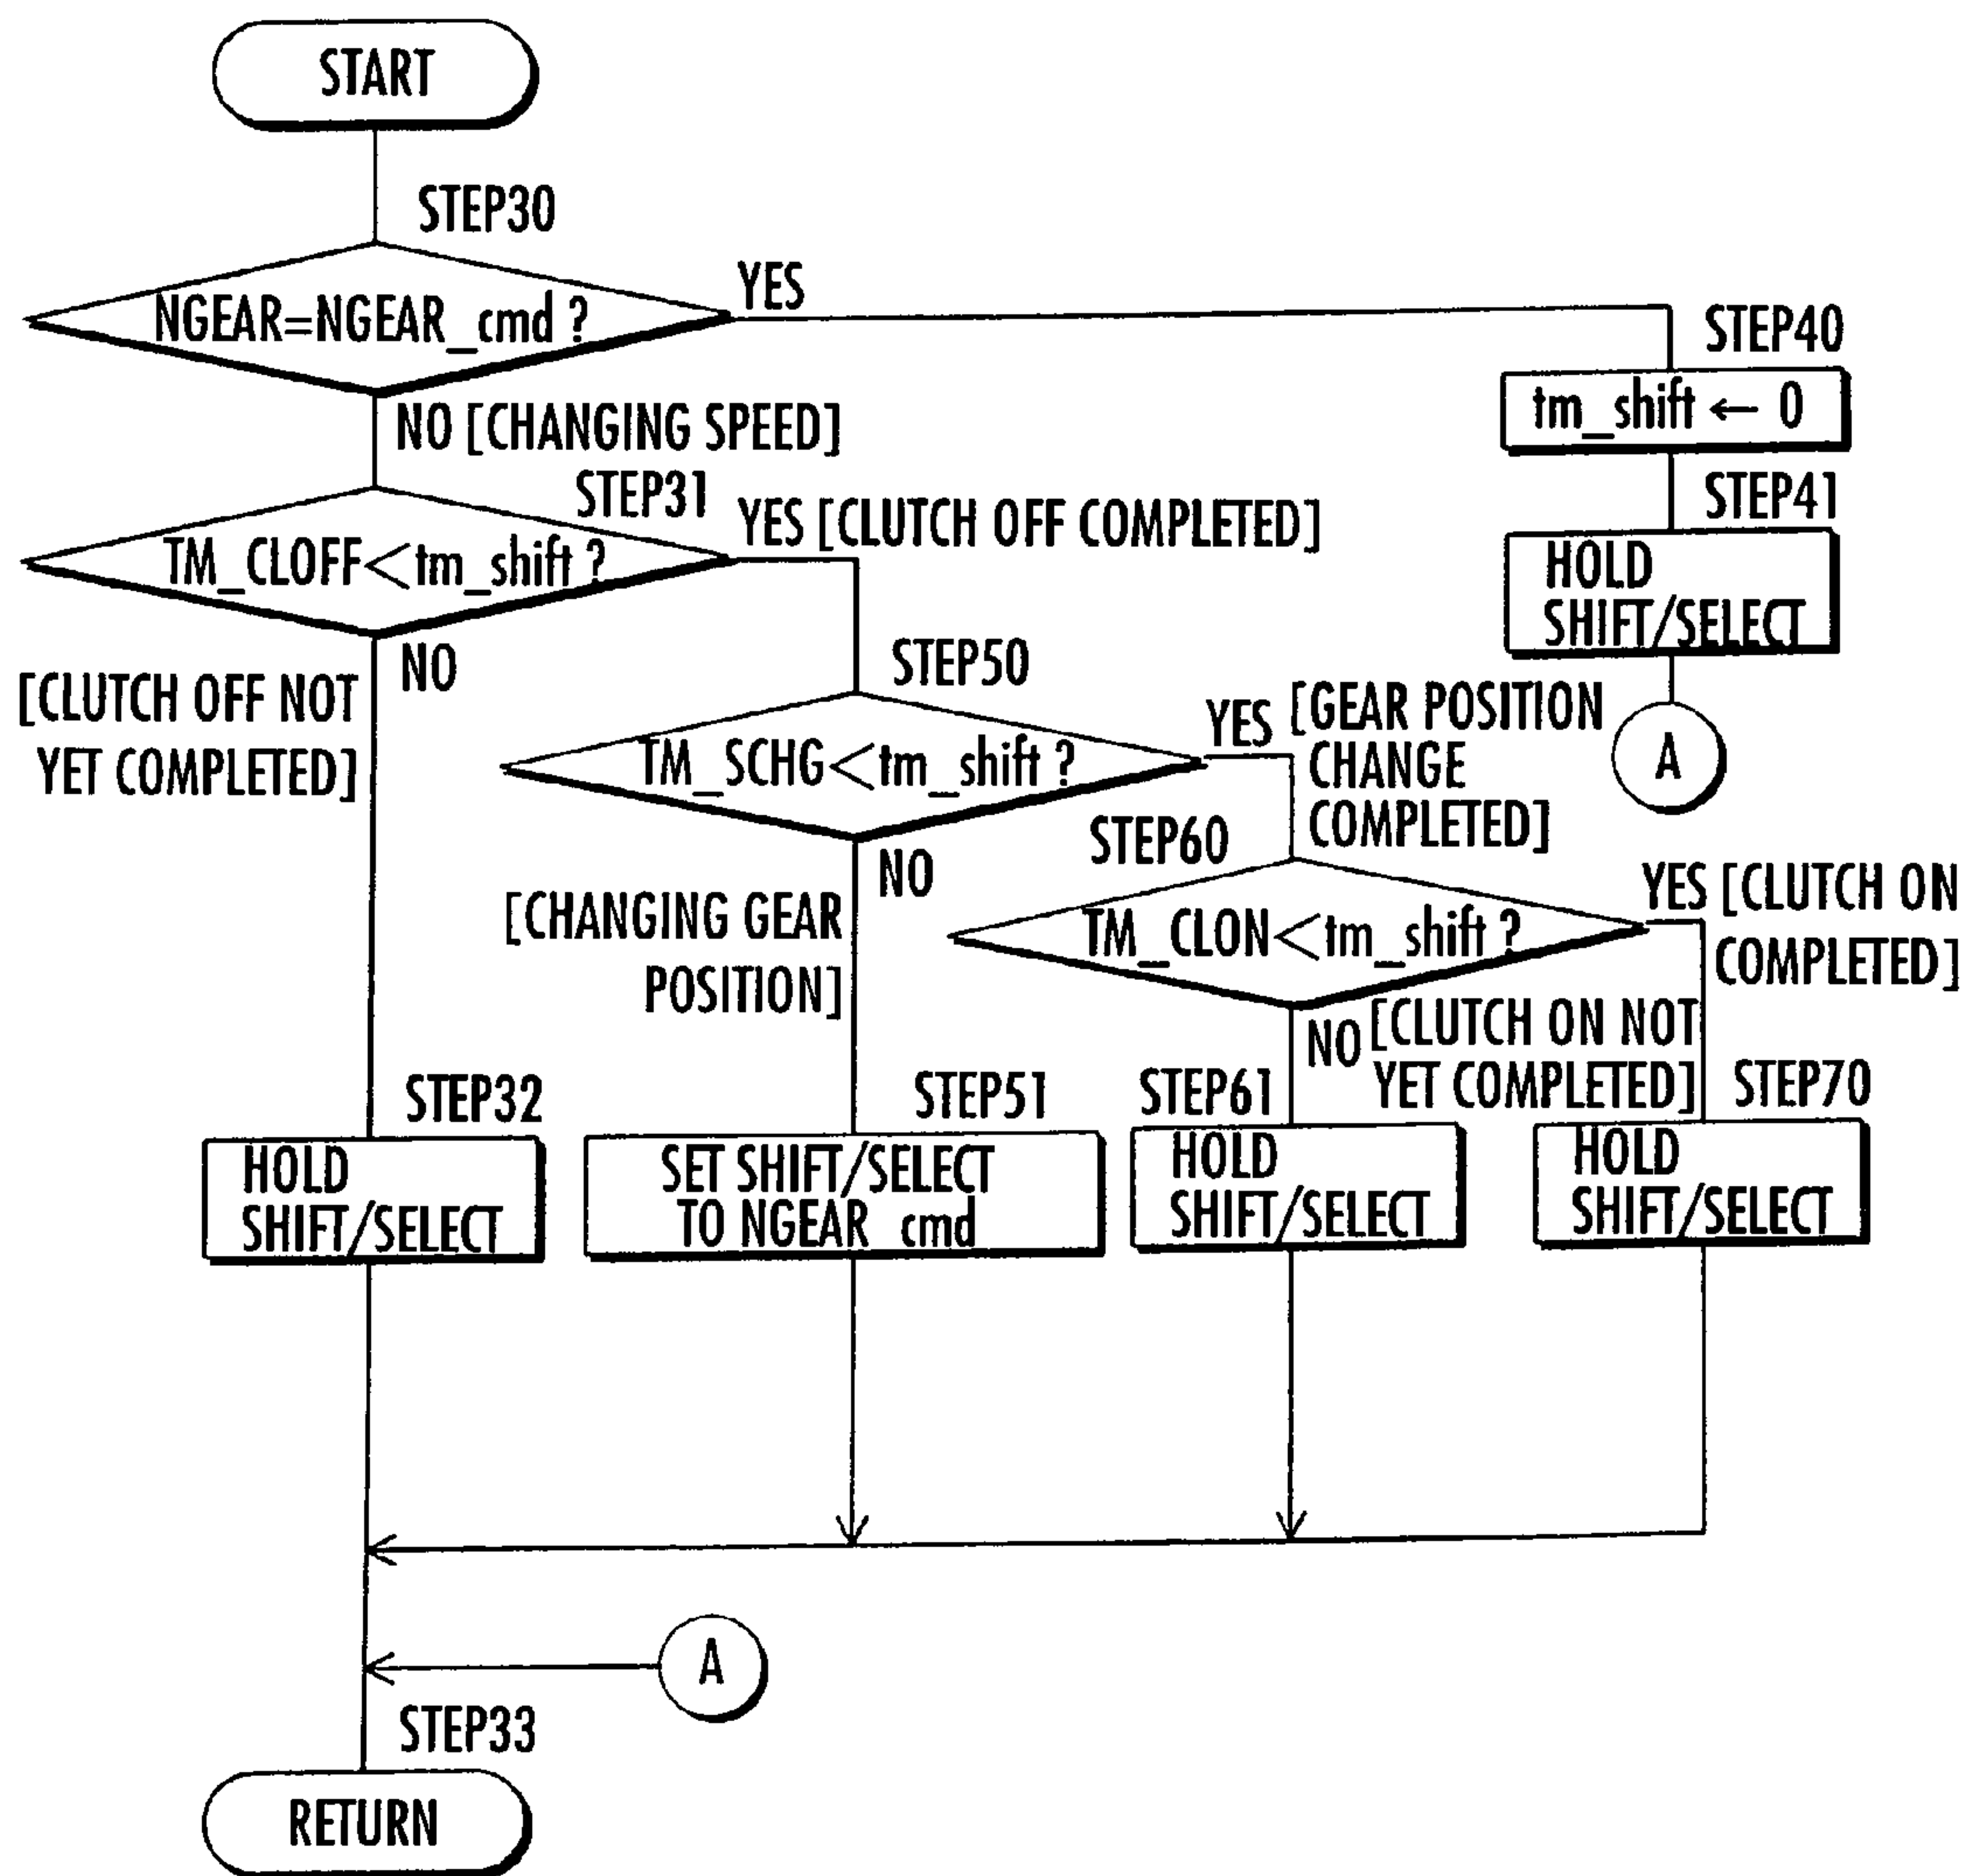 START
STEP30
NGEAR=NGEAR_cmd ?
YES
STEP40
tm_shift ← 0
NO [CHANGING SPEED]
STEP41
HOLD
SHIFT/SELECT
A
STEP31
TM_CLOFF<tm_shift ?
YES [CLUTCH OFF COMPLETED]
NO
[CLUTCH OFF NOT
YET COMPLETED]
STEP50
TM_SCHG<tm_shift ?
YES [GEAR POSITION
CHANGE
COMPLETED]
NO
[CHANGING GEAR
POSITION]
STEP60
TM_CLON<tm_shift ?
YES [CLUTCH ON
COMPLETED]
NO [CLUTCH ON NOT
YET COMPLETED]
STEP32
HOLD
SHIFT/SELECT
STEP51
SET SHIFT/SELECT
TO NGEAR cmd
STEP61
HOLD
SHIFT/SELECT
STEP70
HOLD
SHIFT/SELECT
A
STEP33
RETURN